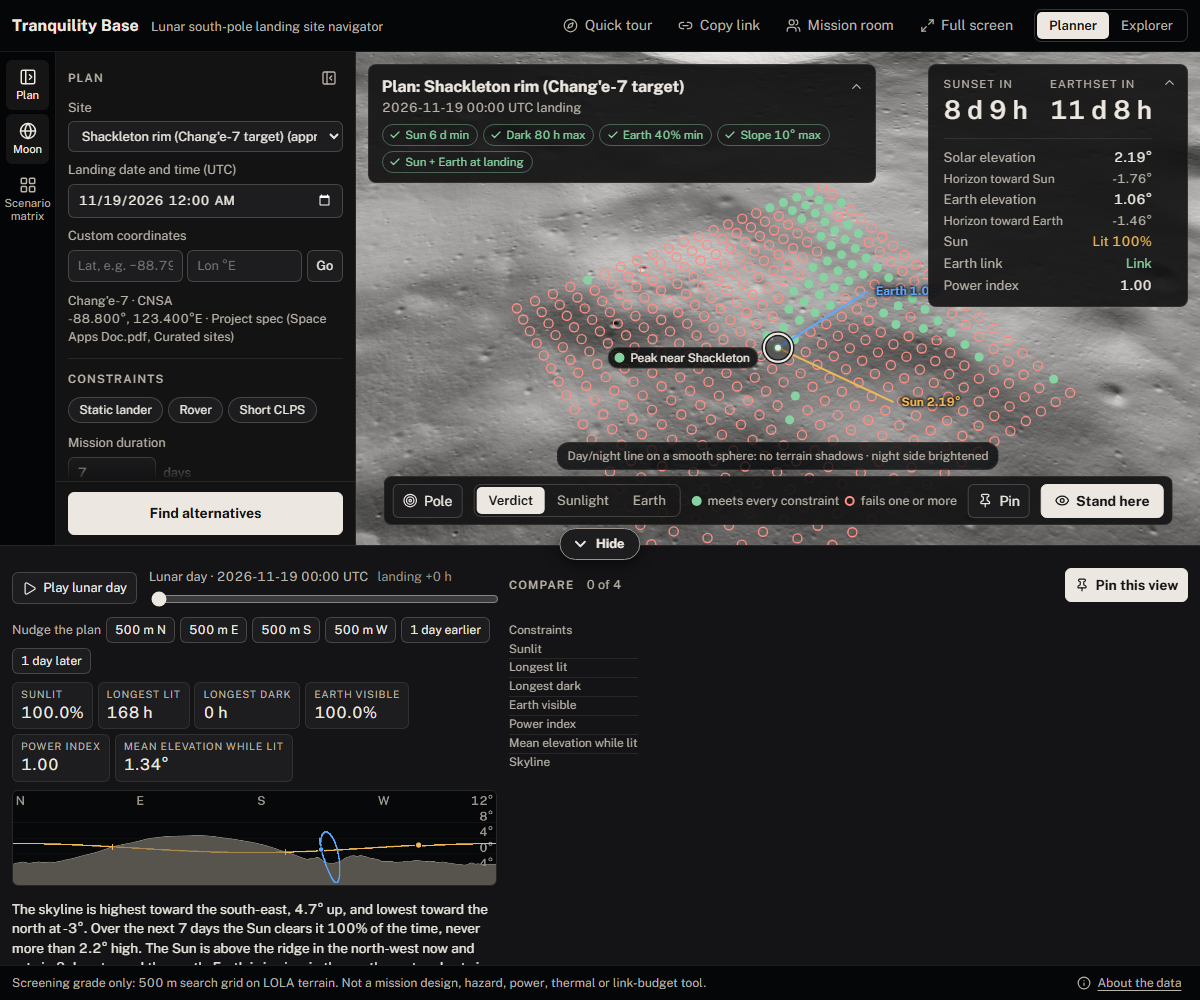 Tranquility Base
Lunar south-pole landing site navigator
Quick tour
Copy link
Mission room
Full screen
Planner
Explorer
Plan
Moon
Scenario
matrix
PLAN
Site
Shackleton rim (Chang'e-7 target) (appr
Landing date and time (UTC)
11/19/2026 12:00 AM
Custom coordinates
Lat, e.g. −88.79
Lon °E
Go
Chang'e-7 · CNSA
-88.800°, 123.400°E · Project spec (Space
Apps Doc.pdf, Curated sites)
CONSTRAINTS
Static lander
Rover
Short CLPS
Mission duration
7
days
Find alternatives
Plan: Shackleton rim (Chang'e-7 target)
2026-11-19 00:00 UTC landing
Sun 6 d min
Dark 80 h max
Earth 40% min
Slope 10° max
Sun + Earth at landing
SUNSET IN
EARTHSET IN
8 d 9 h
11 d 8 h
Solar elevation 2.19°
Horizon toward Sun -1.76°
Earth elevation 1.06°
Horizon toward Earth -1.46°
Sun Lit 100%
Earth link Link
Power index 1.00
Earth 1.0
Peak near Shackleton
Sun 2.19°
Day/night line on a smooth sphere: no terrain shadows · night side brightened
Pole
Verdict
Sunlight
Earth
meets every constraint
fails one or more
Pin
Stand here
Hide
Play lunar day
Lunar day · 2026-11-19 00:00 UTC landing +0 h
Nudge the plan
500 m N
500 m E
500 m S
500 m W
1 day earlier
1 day later
SUNLIT
100.0%
LONGEST LIT
168 h
LONGEST DARK
0 h
EARTH VISIBLE
100.0%
POWER INDEX
1.00
MEAN ELEVATION WHILE LIT
1.34°
N
E
S
W
12°
8°
4°
0°
4°
The skyline is highest toward the south-east, 4.7° up, and lowest toward the
north at -3°. Over the next 7 days the Sun clears it 100% of the time, never
more than 2.2° high. The Sun is above the ridge in the north-west now and
COMPARE 0 of 4
Pin this view
Constraints
Sunlit
Longest lit
Longest dark
Earth visible
Power index
Mean elevation while lit
Skyline
Screening grade only: 500 m search grid on LOLA terrain. Not a mission design, hazard, power, thermal or link-budget tool.
About the data